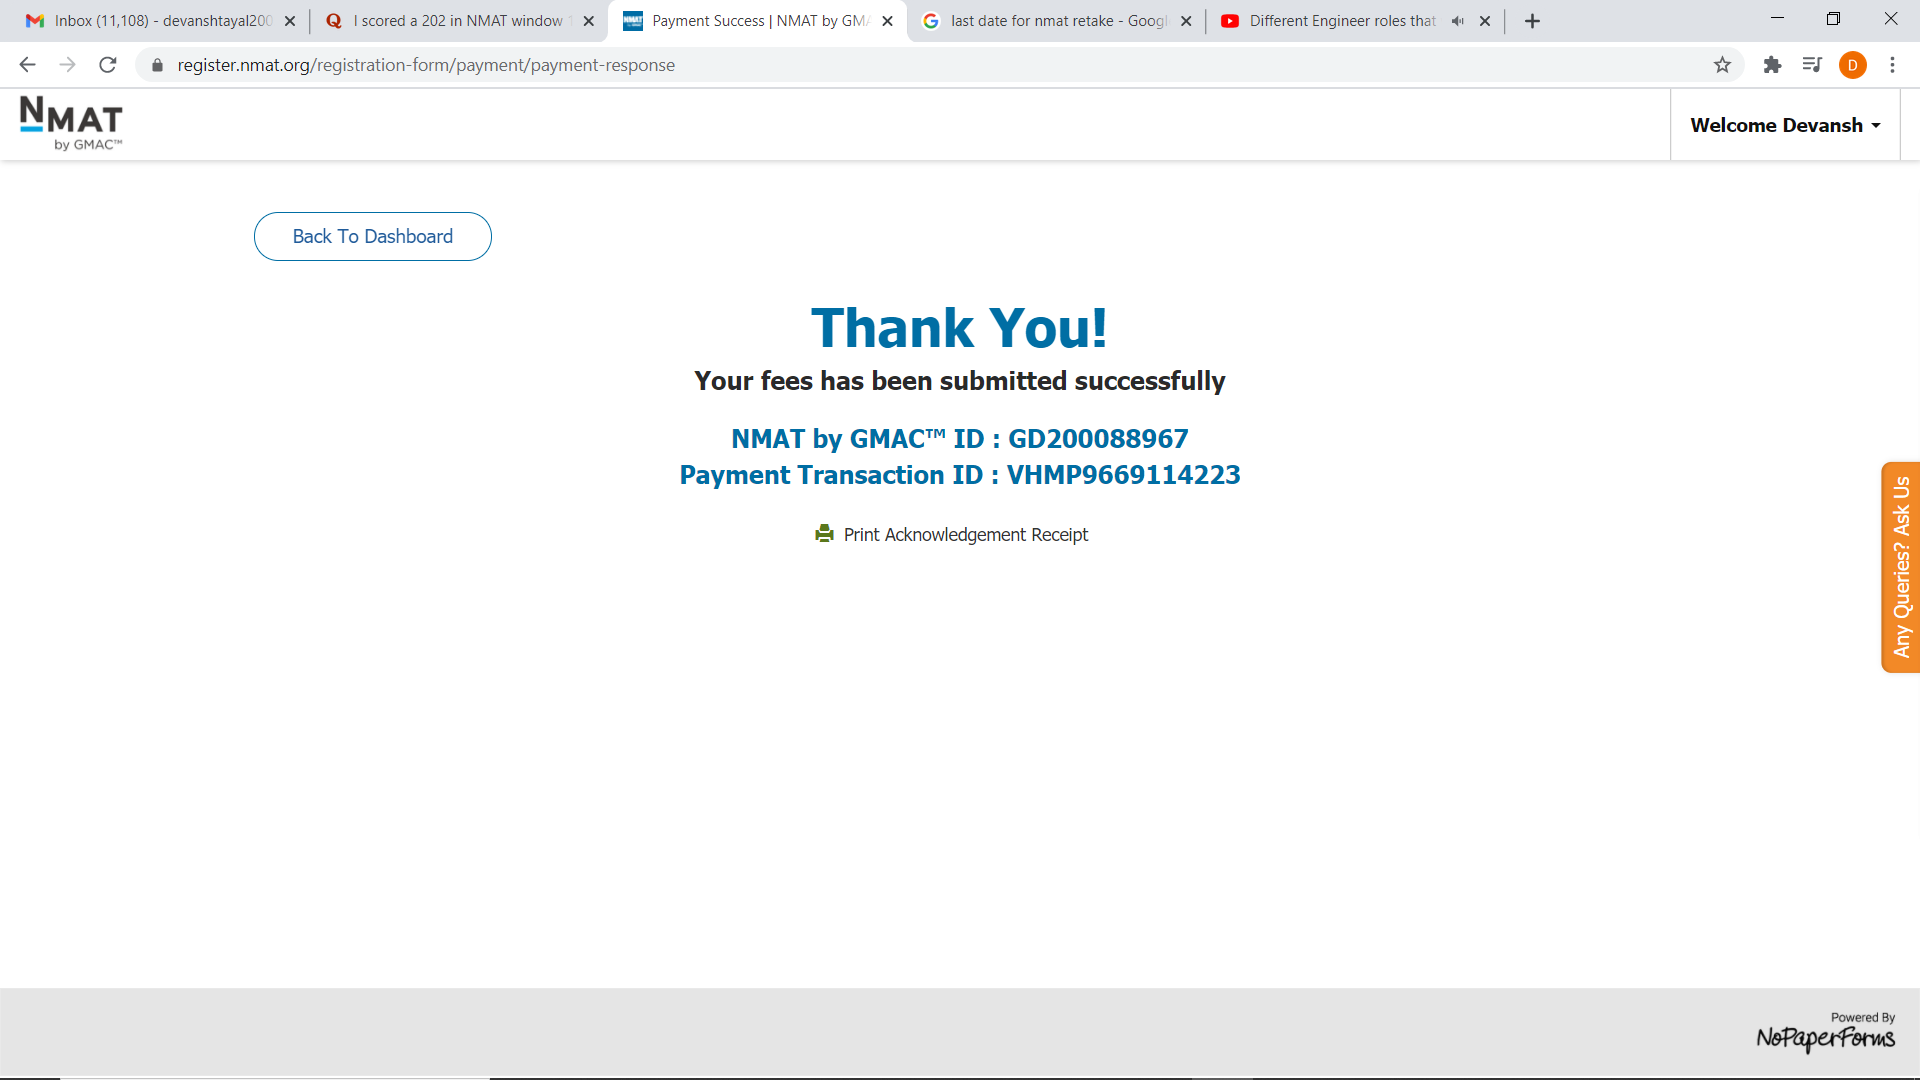 Inbox (11,108) - devanshtayal200
I scored a 202 in NMAT window
Payment Success | NMAT by GMA
last date for nmat retake - Googl
Different Engineer roles that
register.nmat.org/registration-form/payment/payment-response
D
NMAT
by GMAC™
Welcome Devansh
Back To Dashboard
Thank You!
Your fees has been submitted successfully
NMAT by GMAC™ ID : GD200088967
Payment Transaction ID : VHMP9669114223
Print Acknowledgement Receipt
Any Queries? Ask Us
Powered By
NoPaperForms